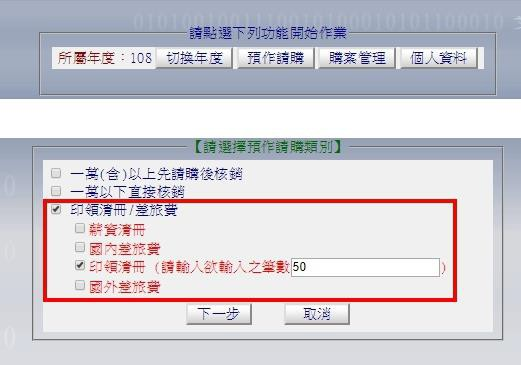 請點選下列功能開始作業
所屬年度：108 切換年度 預作請購 購案管理 個人資料
【請選擇預作請購類別】
一萬(含)以上先請購後核銷
一萬以下直接核銷
印領清冊/差旅費
薪資清冊
國內差旅費
印領清冊 (請輸入欲輸入之筆數50)
國外差旅費
下一步 取消